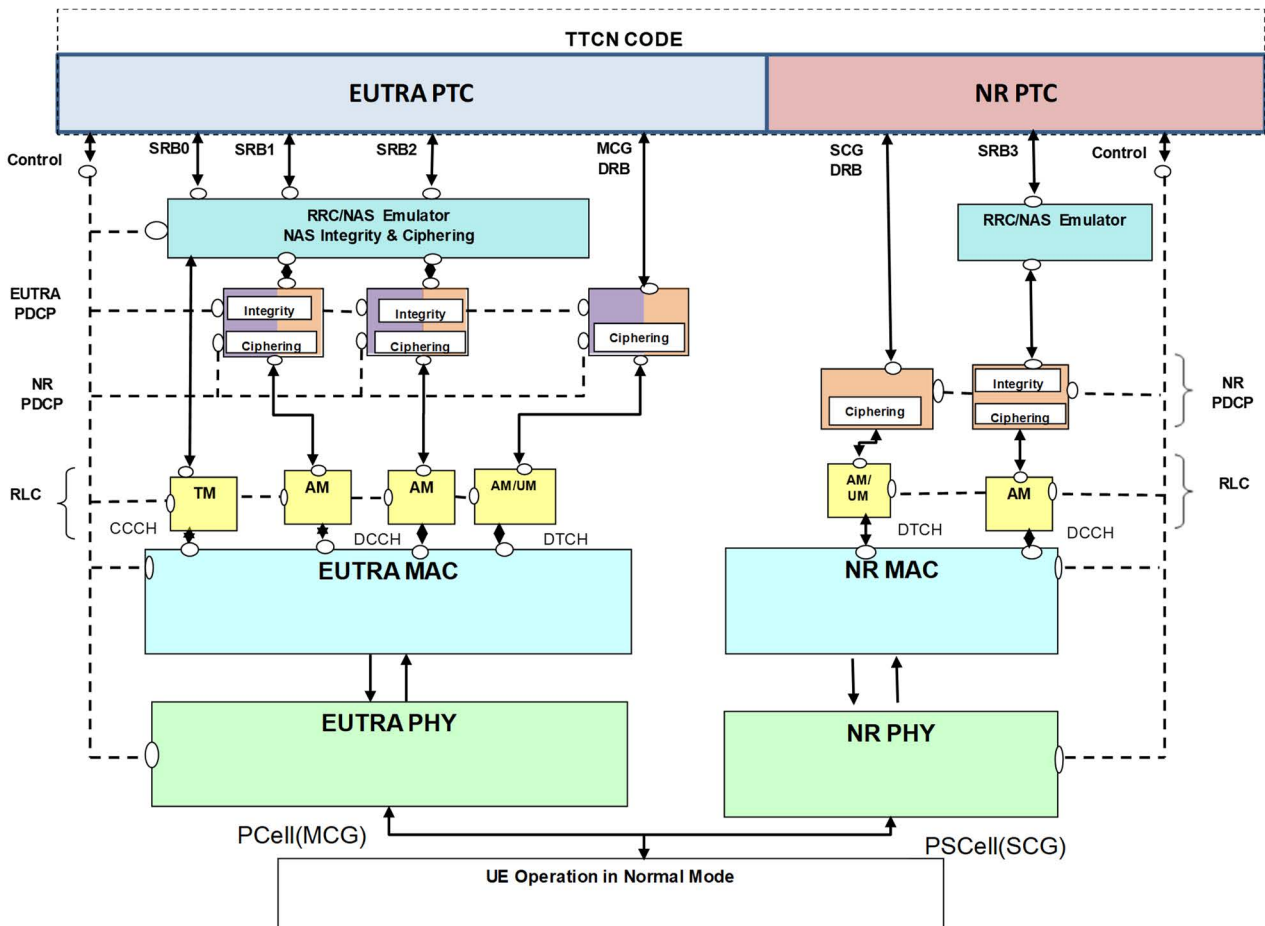 TTCN CODE
EUTRA PTC
NR PTC
Control
SRB0
SRB1
SRB2
MCG
DRB
SCG
DRB
SRB3
Control
RRC/NAS Emulator
NAS Integrity & Ciphering
RRC/NAS Emulator
EUTRA
PDCP
Integrity
Ciphering
Integrity
Ciphering
Ciphering
NR
PDCP
Ciphering
Integrity
Ciphering
NR
PDCP
RLC
TM
AM
AM
AM/UM
AM/
UM
AM
RLC
CCCH
DCCH
DTCH
DTCH
DCCH
EUTRA MAC
NR MAC
EUTRA PHY
NR PHY
PCell(MCG)
PSCell(SCG)
UE Operation in Normal Mode